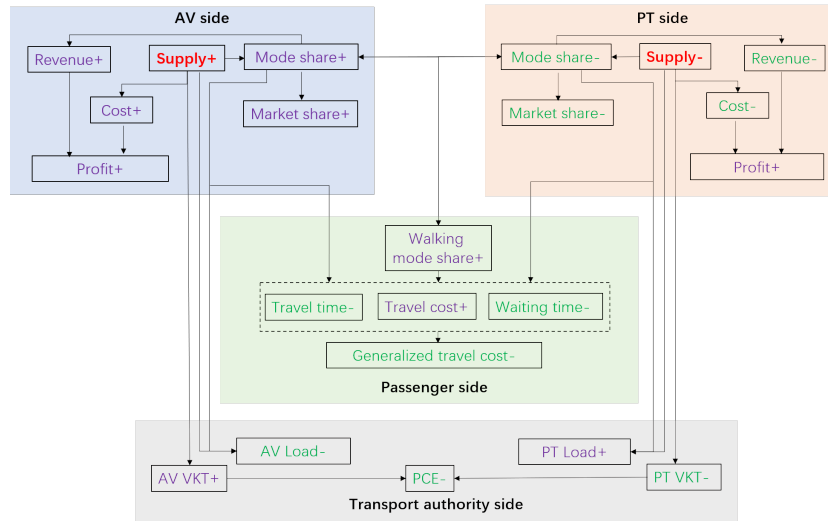 AV side
PT side
Revenue+
Supply+
Mode share+
Mode share-
Supply-
Revenue-
Cost+
Market share+
Market share-
Cost-
Profit+
Profit+
Walking
mode share+
Travel time-
Travel cost+
Waiting time-
Generalized travel cost-
Passenger side
AV Load-
PT Load+
AV VKT+
PCE-
PT VKT-
Transport authority side